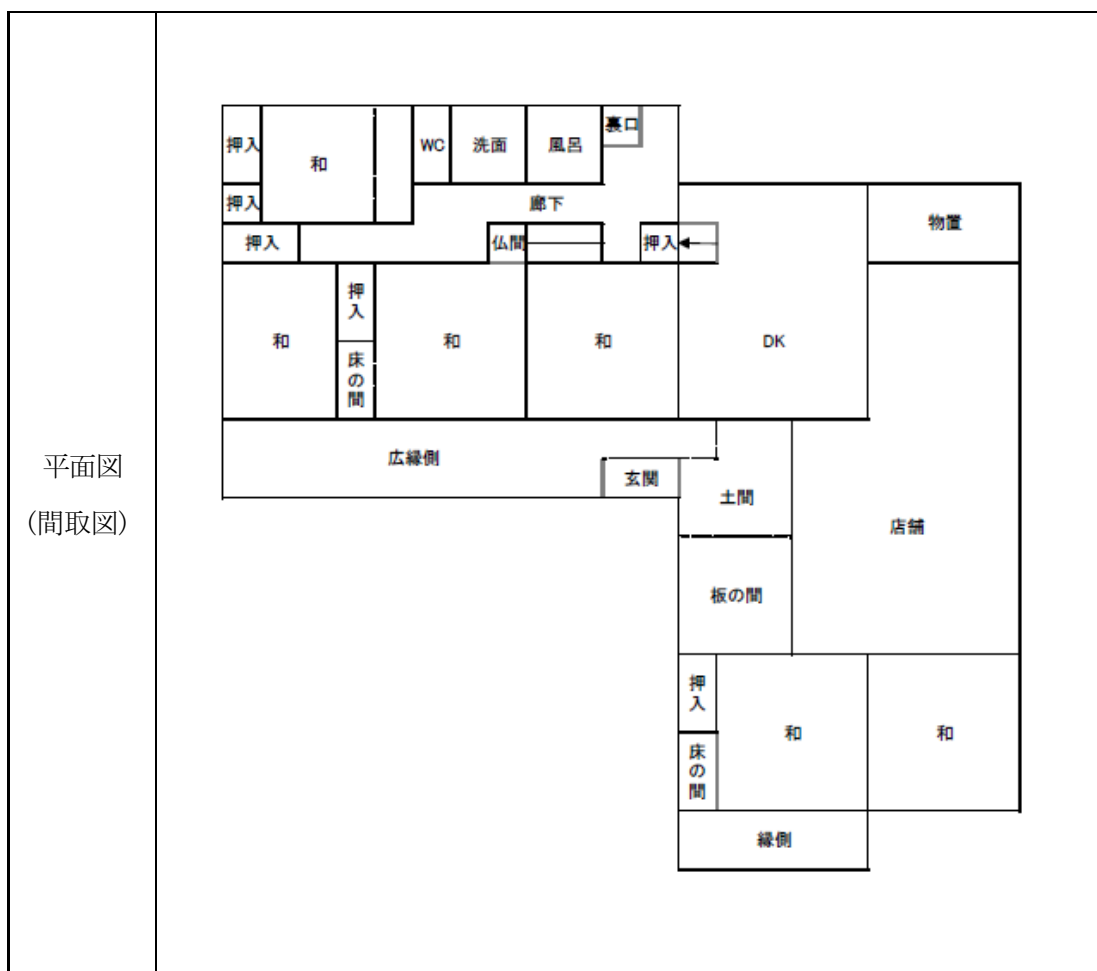 平面図
(間取図)
裏口
押入
和
WC
洗面
風呂
押入
廊下
物置
押入
仏間
押入
和
押入
床の間
和
和
DK
広縁側
玄関
土間
店舗
板の間
押入
床の間
和
和
縁側